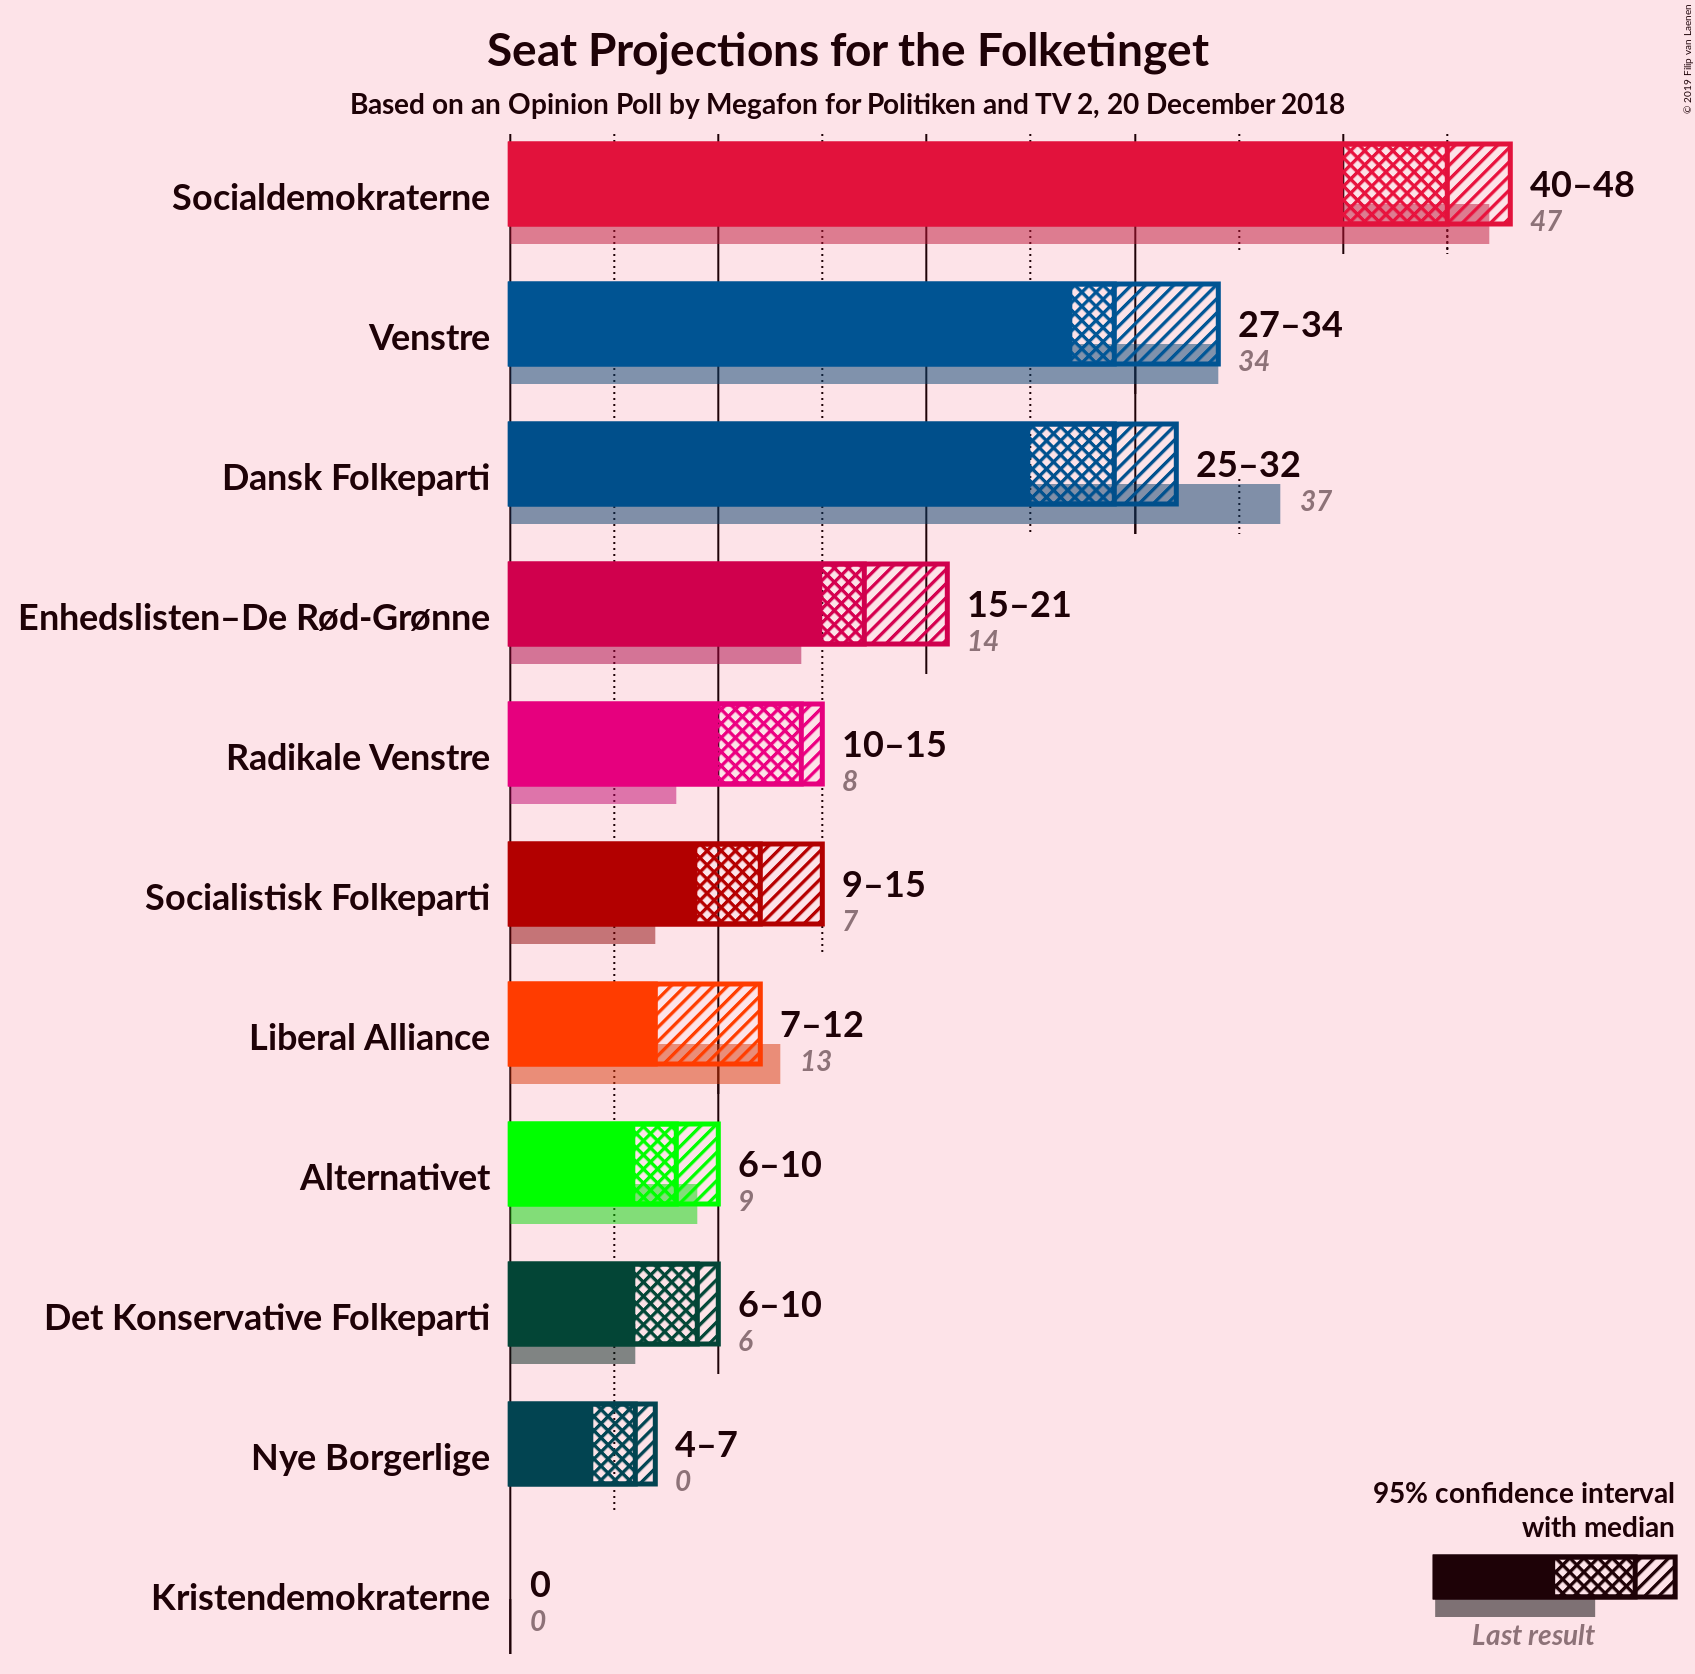 Seat Projections for the Folketinget
Based on an Opinion Poll by Megafon for Politiken and TV 2, 20 December 2018
© 2019 Filip van Laenen
Socialdemokraterne
40–48
47
Venstre
27–34
34
Dansk Folkeparti
25–32
37
Enhedslisten–De Rød-Grønne
15–21
14
Radikale Venstre
10–15
8
Socialistisk Folkeparti
9–15
7
Liberal Alliance
7–12
13
Alternativet
6–10
9
Det Konservative Folkeparti
6–10
6
Nye Borgerlige
4–7
0
Kristendemokraterne
0
0
95% confidence interval
with median
Last result